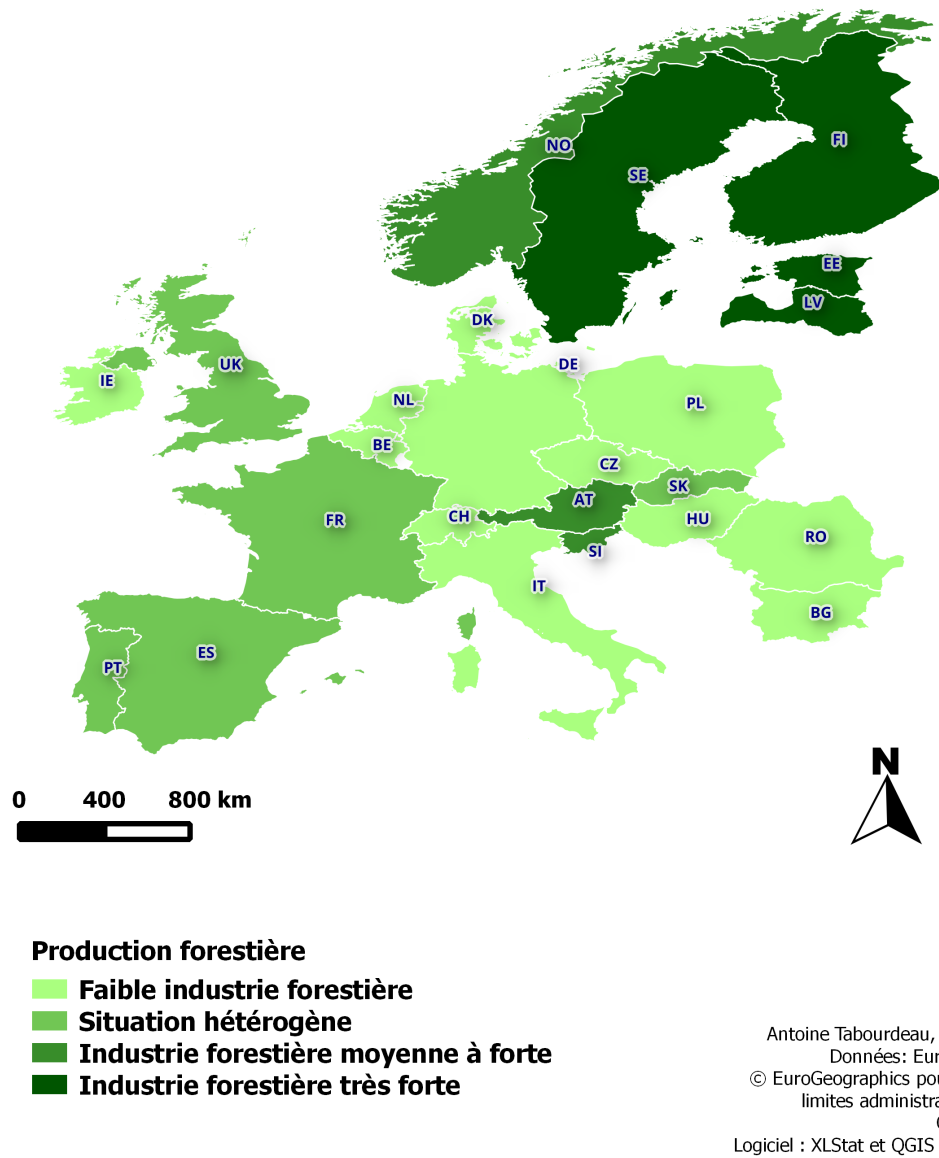 NO
FI
SE
EE
LV
DK
UK
DE
IE
NL
PL
BE
CZ
SK
AT
FR
CH
HU
RO
SI
IT
BG
ES
PT
N
0 400 800 km
Production forestière
Faible industrie forestière
Situation hétérogène
Industrie forestière moyenne à forte
Industrie forestière très forte
Antoine Tabourdeau,
Données: Eur
© EuroGeographics pou
limites administra
Logiciel : XLStat et QGIS